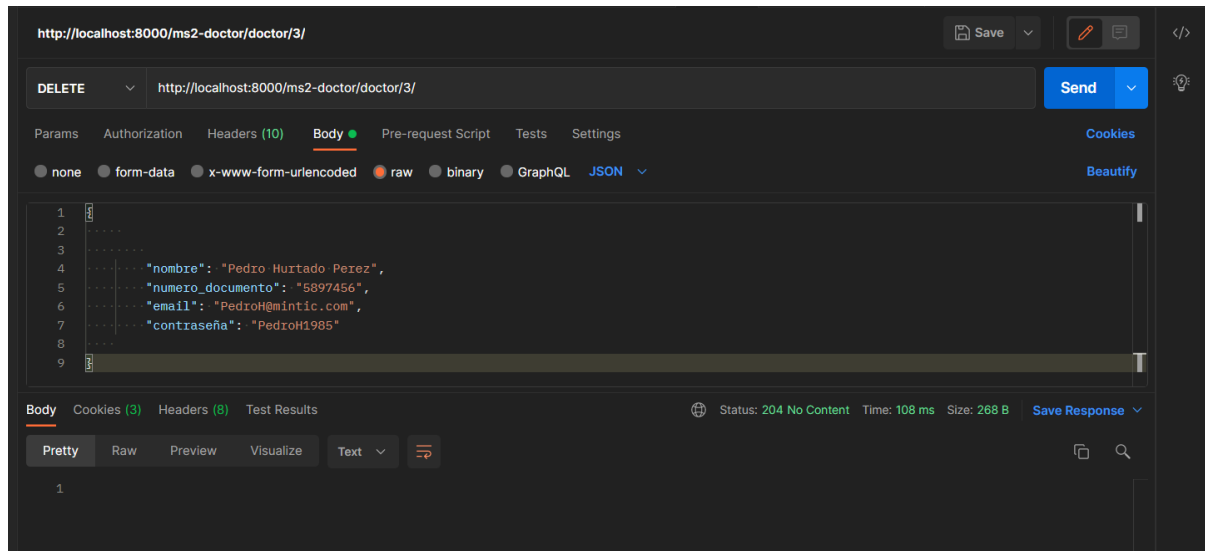 http://localhost:8000/ms2-doctor/doctor/3/ Save </>
DELETE http://localhost:8000/ms2-doctor/doctor/3/ Send
Params Authorization Headers (10) Body Pre-request Script Tests Settings Cookies
none form-data x-www-form-urlencoded raw binary GraphQL JSON Beautify
1 {
2
3
4 "nombre": "Pedro Hurtado Perez",
5 "numero_documento": "5897456",
6 "email": "PedroH@mintic.com",
7 "contraseña": "PedroH1985"
8
9 }
Body Cookies (3) Headers (8) Test Results Status: 204 No Content Time: 108 ms Size: 268 B Save Response
Pretty Raw Preview Visualize Text
1